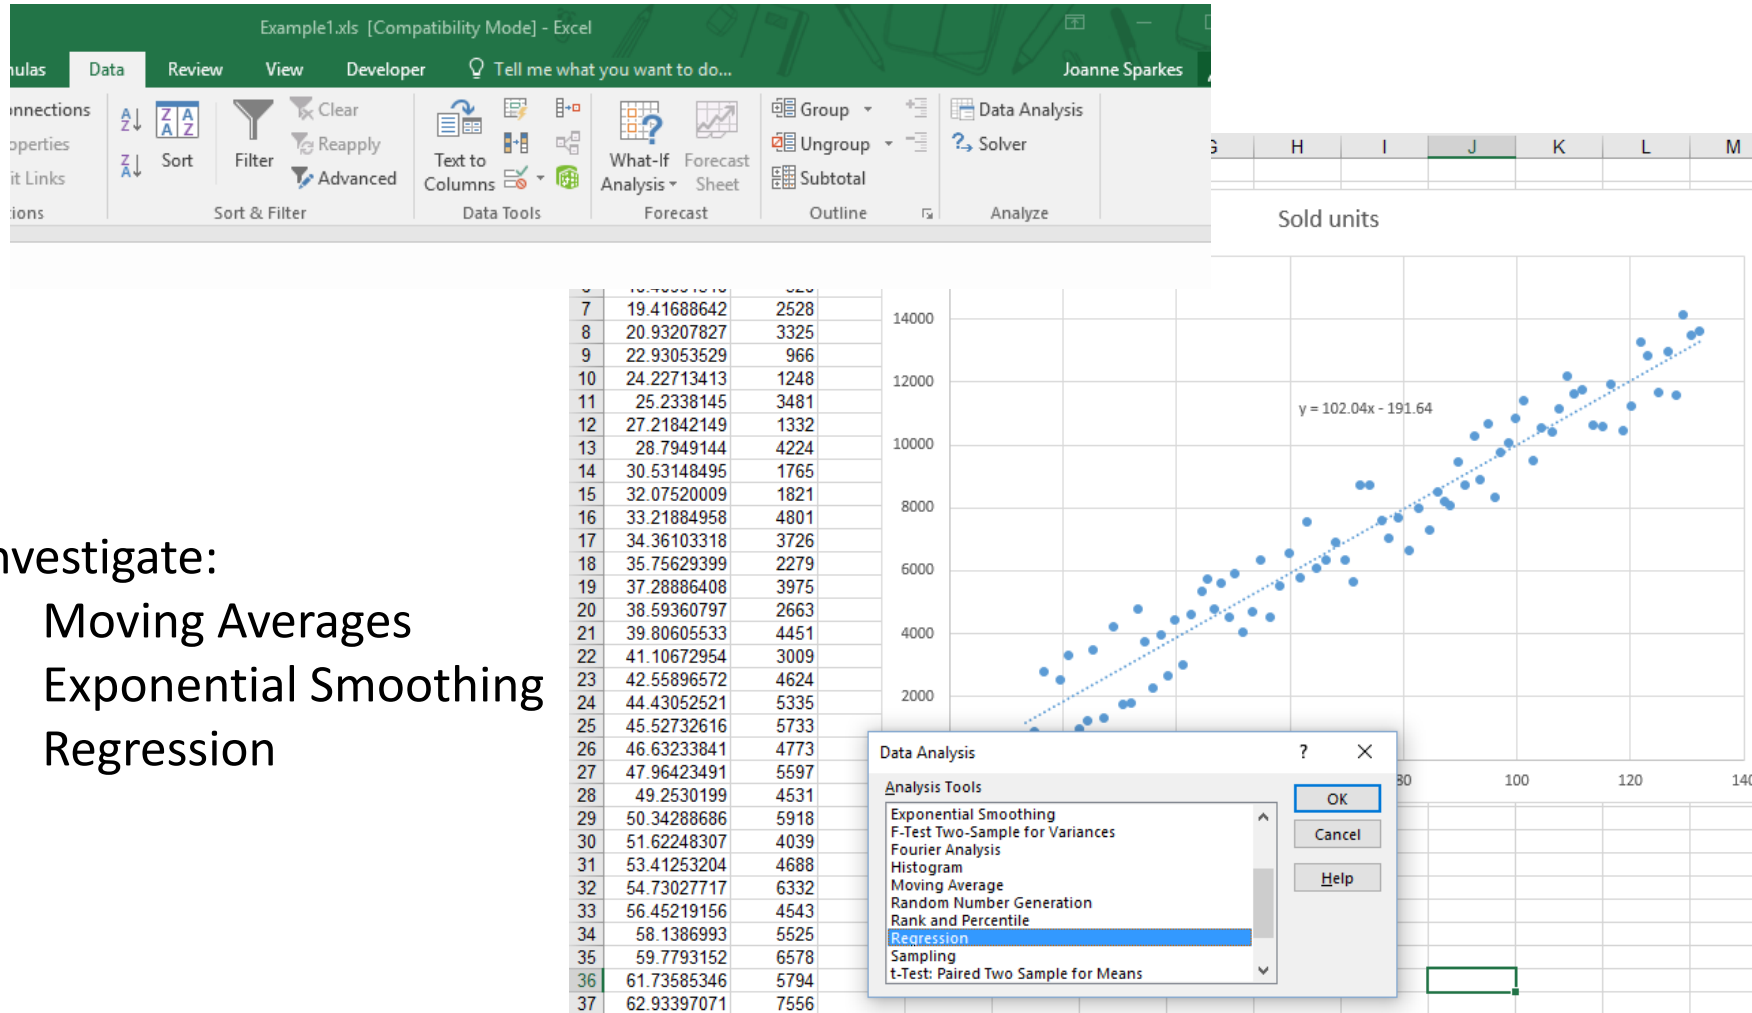 Example1.xls [Compatibility Mode] - Excel
Data Review View Developer Tell me what you want to do... Joanne Sparkes
Clear Group Data Analysis
Reapply Ungroup Solver
Sort Filter Advanced Text to Columns What-If Analysis Forecast Sheet Subtotal
Sort & Filter Data Tools Forecast Outline Analyze
H I J K L M
Sold units
7 19.41688642 2528
8 20.93207827 3325
9 22.93053529 966
10 24.22713413 1248
11 25.2338145 3481
12 27.21842149 1332
13 28.7949144 4224
14 30.53148495 1765
15 32.07520009 1821
16 33.21884958 4801
17 34.36103318 3726
18 35.75629399 2279
19 37.28886408 3975
20 38.59360797 2663
21 39.80605533 4451
22 41.10672954 3009
23 42.55896572 4624
24 44.43052521 5335
25 45.52732616 5733
26 46.63233841 4773
27 47.96423491 5597
28 49.2530199 4531
29 50.34288686 5918
30 51.62248307 4039
31 53.41253204 4688
32 54.73027717 6332
33 56.45219156 4543
34 58.1386993 5525
35 59.7793152 6578
36 61.73585346 5794
37 62.93397071 7556
14000
12000
10000
8000
6000
4000
2000
y = 102.04x - 191.64
80 100 120 140
nvestigate:
Moving Averages
Exponential Smoothing
Regression
Data Analysis ?
Analysis Tools
Exponential Smoothing
F-Test Two-Sample for Variances
Fourier Analysis
Histogram
Moving Average
Random Number Generation
Rank and Percentile
Regression
Sampling
t-Test: Paired Two Sample for Means
OK
Cancel
Help